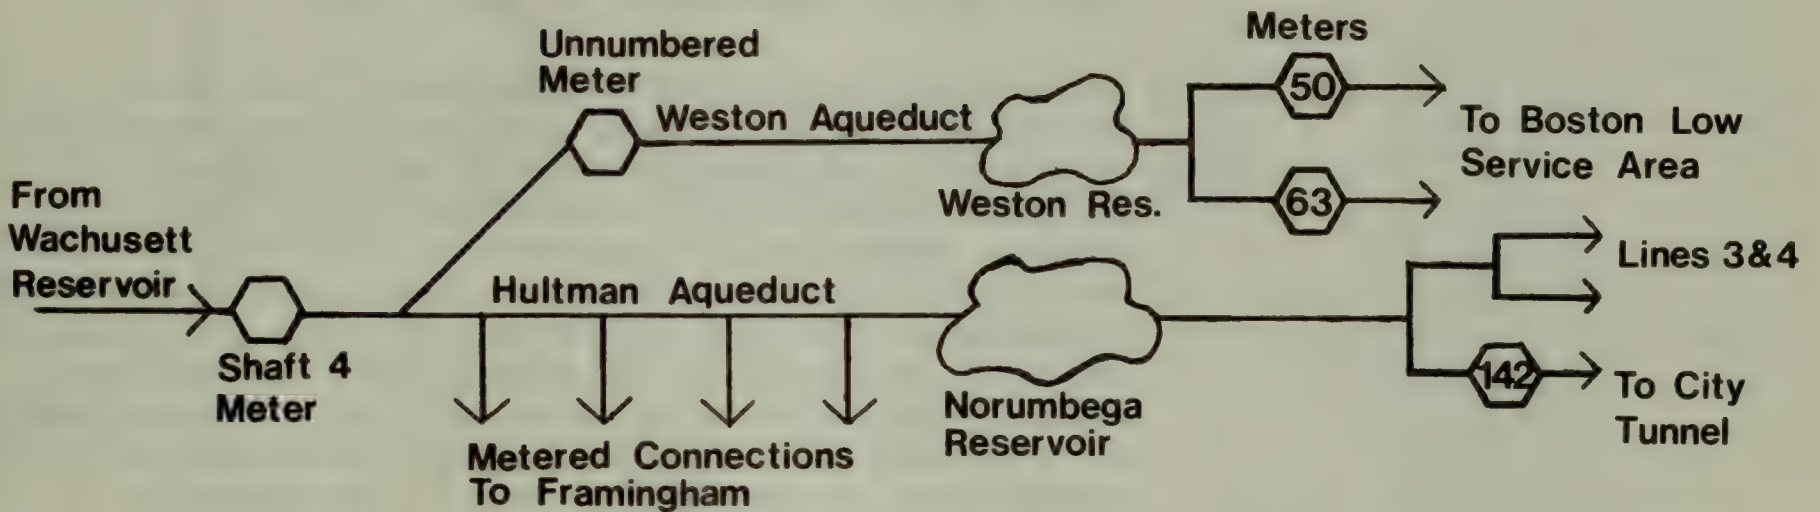 Unnumbered
Meter
Meters
50
Weston Aqueduct
To Boston Low
Service Area
From
Wachusett
Reservoir
Weston Res.
63
Hultman Aqueduct
Lines 3&4
Shaft 4
Meter
142
To City
Tunnel
Norumbega
Reservoir
Metered Connections
To Framingham